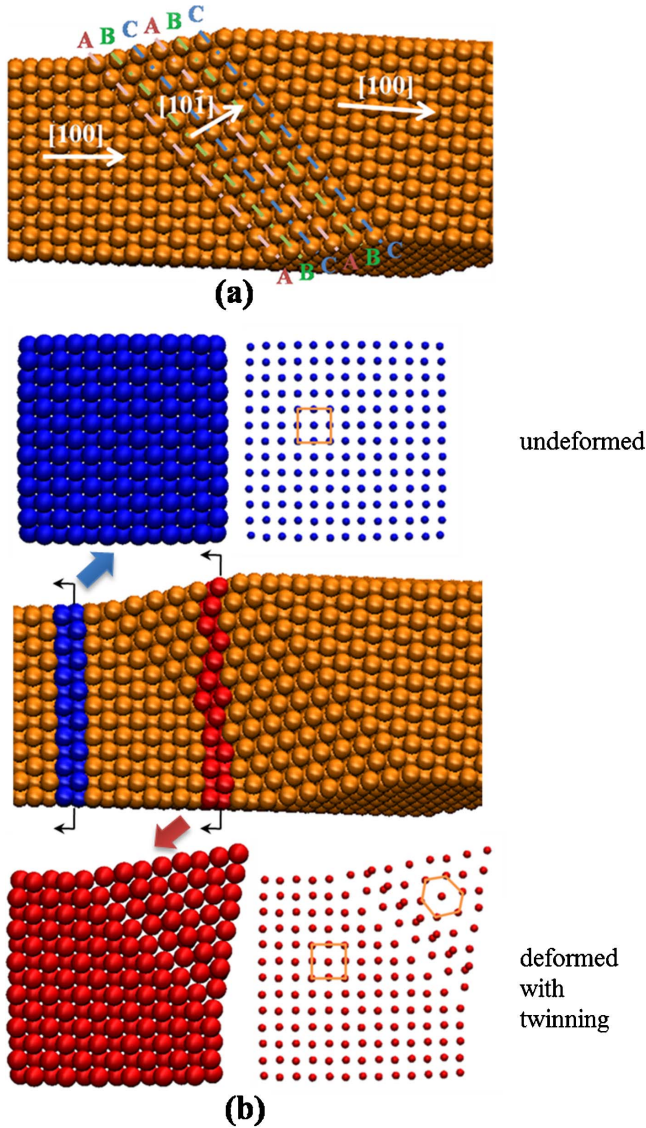 A B C A B C
[100]
[101̄]
[100]
A B C A B C
(a)
undeformed
deformed
with
twinning
(b)